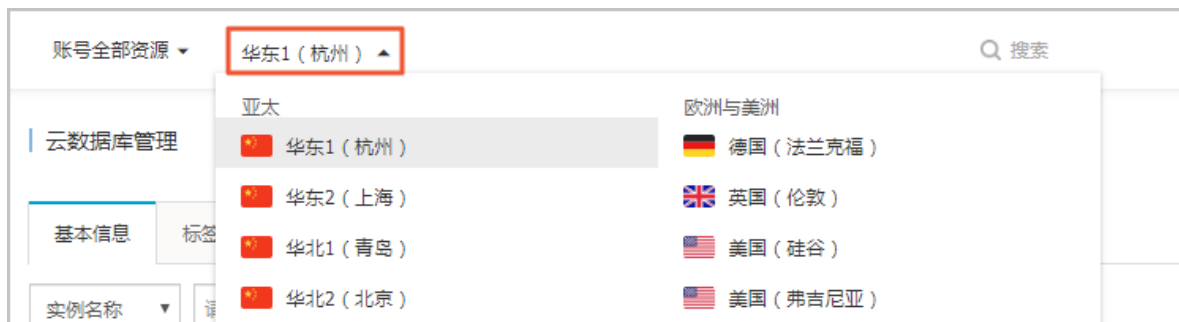 账号全部资源
华东1（杭州）
搜索
亚太
欧洲与美洲
云数据库管理
华东1（杭州）
德国（法兰克福）
华东2（上海）
英国（伦敦）
基本信息
标签
华北1（青岛）
美国（硅谷）
实例名称
华北2（北京）
美国（弗吉尼亚）